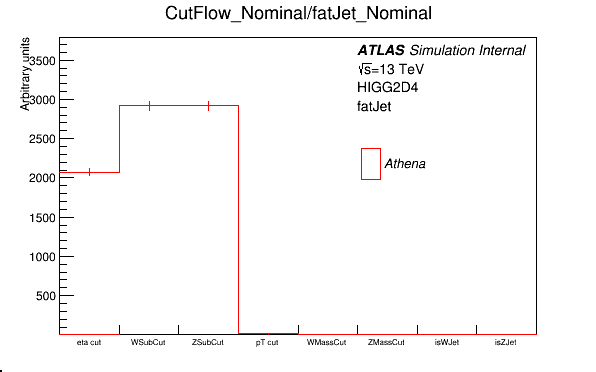 CutFlow_Nominal/fatJet_Nominal
Arbitrary units
3500
3000
2500
2000
1500
1000
500
ATLAS Simulation Internal
√s=13 TeV
HIGG2D4
fatJet
Athena
eta cut WSubCut ZSubCut pT cut WMassCut ZMassCut isWJet isZJet